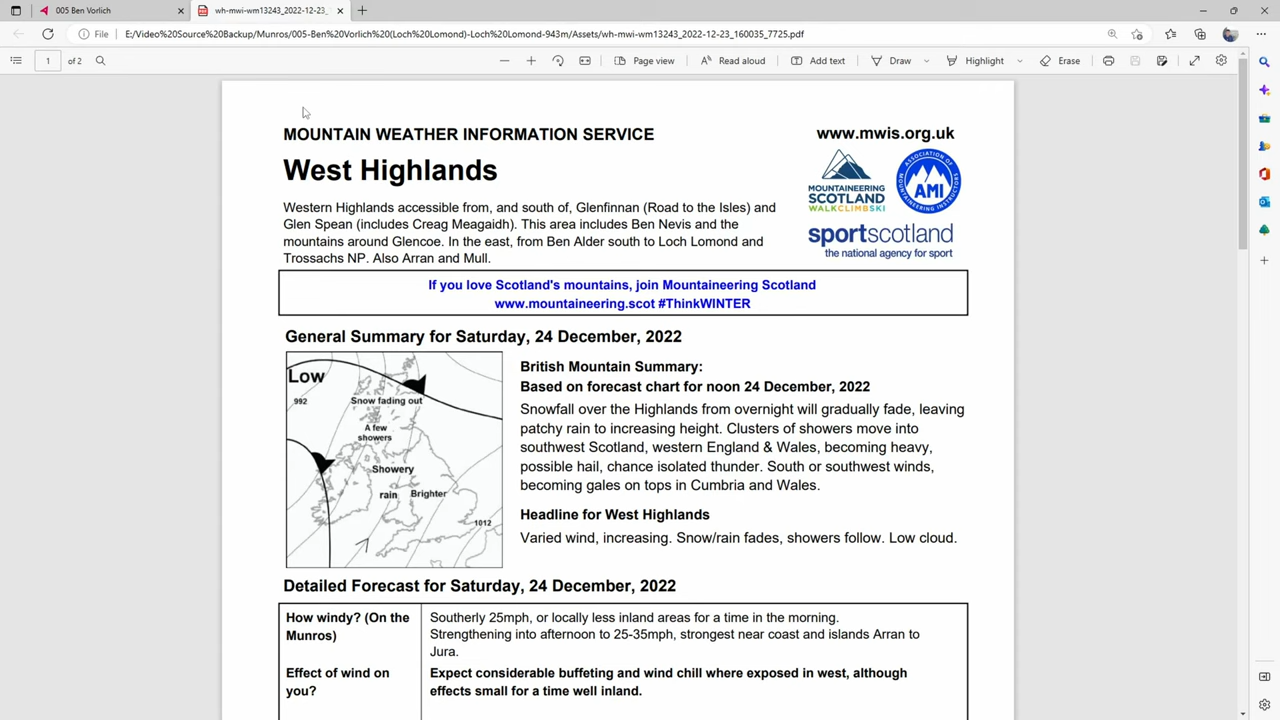 005 Ben Vorlich
wh-mwi-wm13243_2022-12-23_
File
E:/Video%20Source%20Backup/Munros/005-Ben%20Vorlich%20(Loch%20Lomond)-Loch%20Lomond-943m/Assets/wh-mwi-wm13243_2022-12-23_160035_7725.pdf
1 of 2
Page view
Read aloud
Add text
Draw
Highlight
Erase
MOUNTAIN WEATHER INFORMATION SERVICE
www.mwis.org.uk
West Highlands
MOUNTAINEERING
SCOTLAND
WALKCLIMBSKI
ASSOCIATION OF
AMI
MOUNTAINEERING INSTRUCTORS
sportscotland
the national agency for sport
Western Highlands accessible from, and south of, Glenfinnan (Road to the Isles) and
Glen Spean (includes Creag Meagaidh). This area includes Ben Nevis and the
mountains around Glencoe. In the east, from Ben Alder south to Loch Lomond and
Trossachs NP. Also Arran and Mull.
If you love Scotland's mountains, join Mountaineering Scotland
www.mountaineering.scot #ThinkWINTER
General Summary for Saturday, 24 December, 2022
Low
992
Snow fading out
A few
showers
Showery
rain
Brighter
1012
British Mountain Summary:
Based on forecast chart for noon 24 December, 2022
Snowfall over the Highlands from overnight will gradually fade, leaving
patchy rain to increasing height. Clusters of showers move into
southwest Scotland, western England & Wales, becoming heavy,
possible hail, chance isolated thunder. South or southwest winds,
becoming gales on tops in Cumbria and Wales.
Headline for West Highlands
Varied wind, increasing. Snow/rain fades, showers follow. Low cloud.
Detailed Forecast for Saturday, 24 December, 2022
How windy? (On the
Munros)
Southerly 25mph, or locally less inland areas for a time in the morning.
Strengthening into afternoon to 25-35mph, strongest near coast and islands Arran to
Jura.
Effect of wind on
you?
Expect considerable buffeting and wind chill where exposed in west, although
effects small for a time well inland.